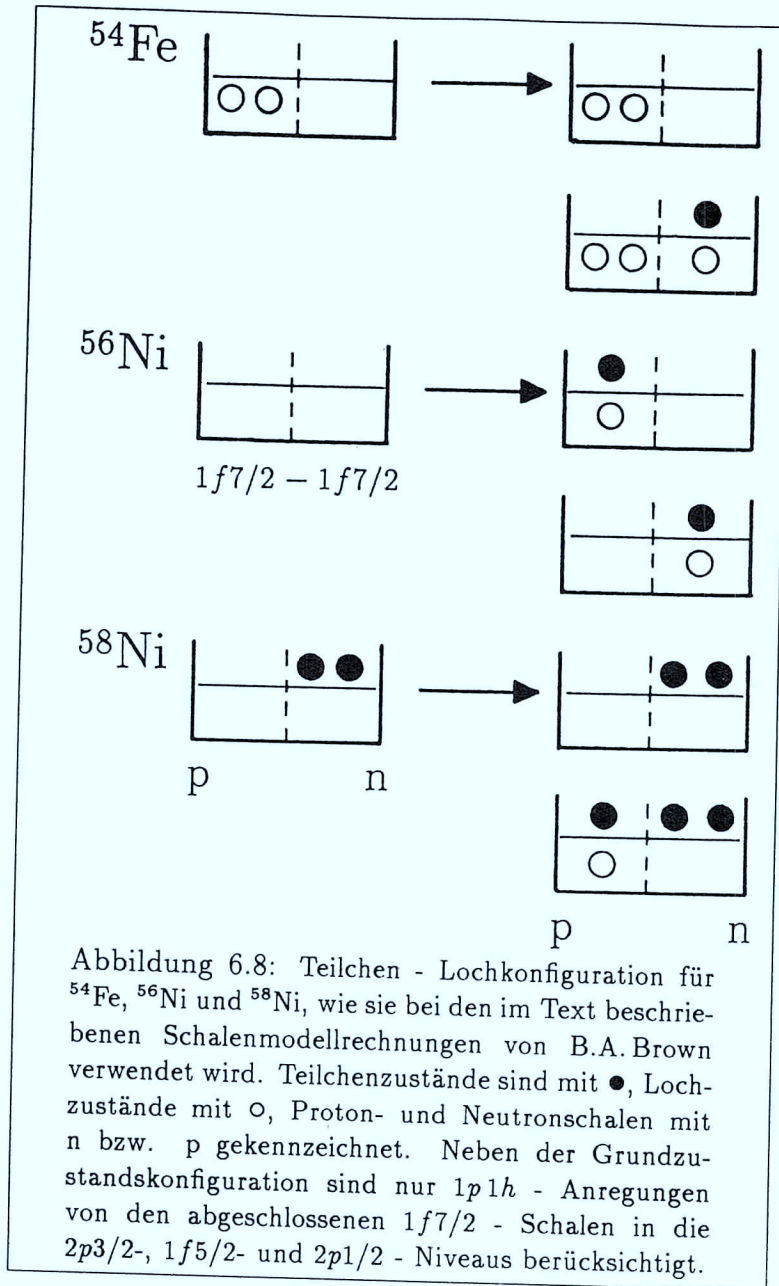 ⁵⁴Fe
⁵⁶Ni
1f7/2 − 1f7/2
⁵⁸Ni
p n
p n
Abbildung 6.8: Teilchen - Lochkonfiguration für
⁵⁴Fe, ⁵⁶Ni und ⁵⁸Ni, wie sie bei den im Text beschrie-
benen Schalenmodellrechnungen von B.A. Brown
verwendet wird. Teilchenzustände sind mit ●, Loch-
zustände mit ○, Proton- und Neutronschalen mit
n bzw. p gekennzeichnet. Neben der Grundzu-
standskonfiguration sind nur 1p 1h - Anregungen
von den abgeschlossenen 1f7/2 - Schalen in die
2p3/2-, 1f5/2- und 2p1/2 - Niveaus berücksichtigt.